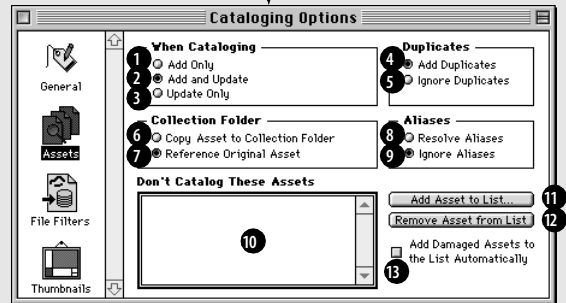 Cataloging Options
General
Assets
File Filters
Thumbnails
When Cataloging
1 Add Only
2 Add and Update
3 Update Only
Duplicates
4 Add Duplicates
5 Ignore Duplicates
Collection Folder
6 Copy Asset to Collection Folder
7 Reference Original Asset
Aliases
8 Resolve Aliases
9 Ignore Aliases
Don't Catalog These Assets
10
Add Asset to List... 11
Remove Asset from List 12
Add Damaged Assets to
the List Automatically
13